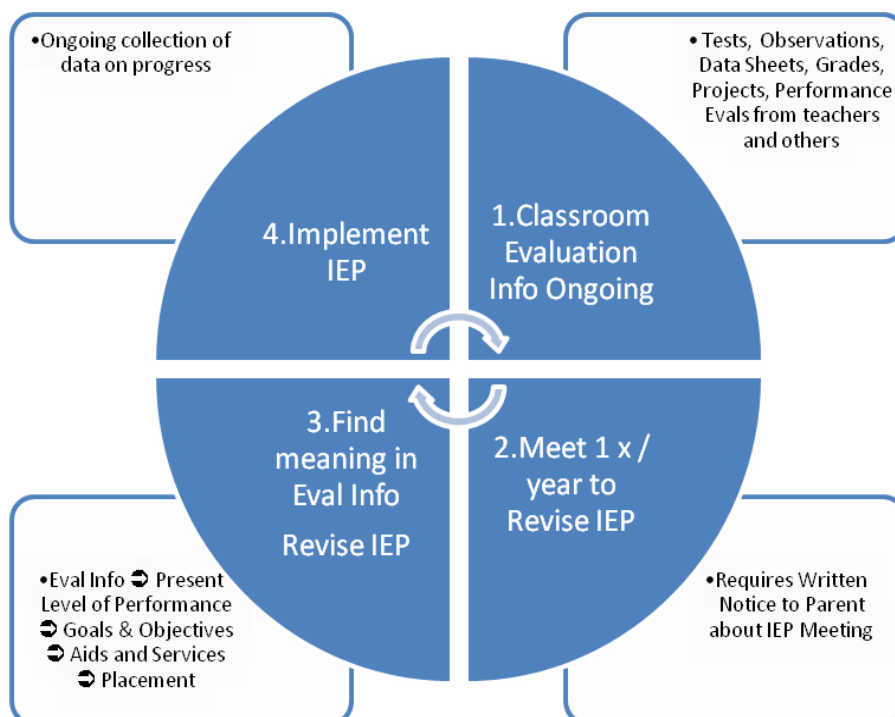 •Ongoing collection of
data on progress
• Tests, Observations,
Data Sheets, Grades,
Projects, Performance
Evals from teachers
and others
4.Implement
IEP
1.Classroom
Evaluation
Info Ongoing
3.Find
meaning in
Eval Info
Revise IEP
2.Meet 1 x /
year to
Revise IEP
•Eval Info ➲ Present
Level of Performance
➲ Goals & Objectives
➲ Aids and Services
➲ Placement
•Requires Written
Notice to Parent
about IEP Meeting